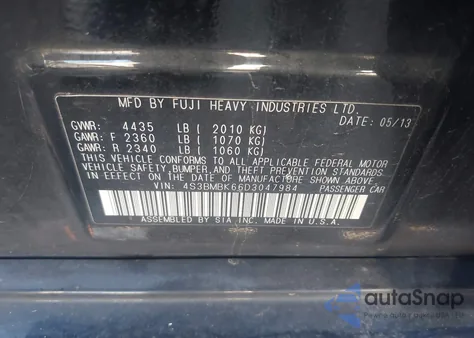 MFD BY FUJI HEAVY INDUSTRIES LTD.
DATE: 05/13
GVWR: 4435 LB ( 2010 KG)
GAWR: F 2360 LB ( 1070 KG)
GAWR: R 2340 LB ( 1060 KG)
THIS VEHICLE CONFORMS TO ALL APPLICABLE FEDERAL MOTOR
VEHICLE SAFETY, BUMPER, AND THEFT PREVENTION STANDARDS
IN EFFECT ON THE DATE OF MANUFACTURE SHOWN ABOVE.
VIN: 4S3BMBK66D3047984 PASSENGER CAR
ASSEMBLED BY SIA INC. MADE IN U.S.A.
autoSnap